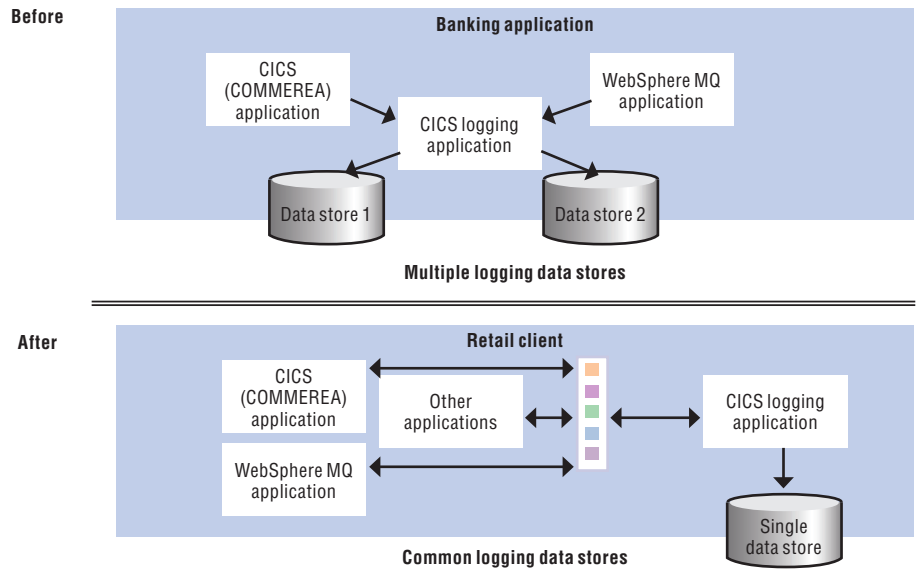 Before
Banking application
CICS
(COMMEREA)
application
WebSphere MQ
application
CICS logging
application
Data store 1
Data store 2
Multiple logging data stores
After
Retail client
CICS
(COMMEREA)
application
Other
applications
CICS logging
application
WebSphere MQ
application
Single
data store
Common logging data stores